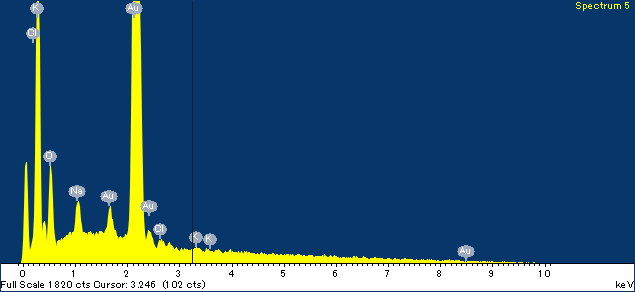 Spectrum 5
K
Au
Cl
O
Na
Au
Au
Cl
K
K
Au
0 1 2 3 4 5 6 7 8 9 10
Full Scale 1820 cts Cursor: 3.246 (102 cts) keV